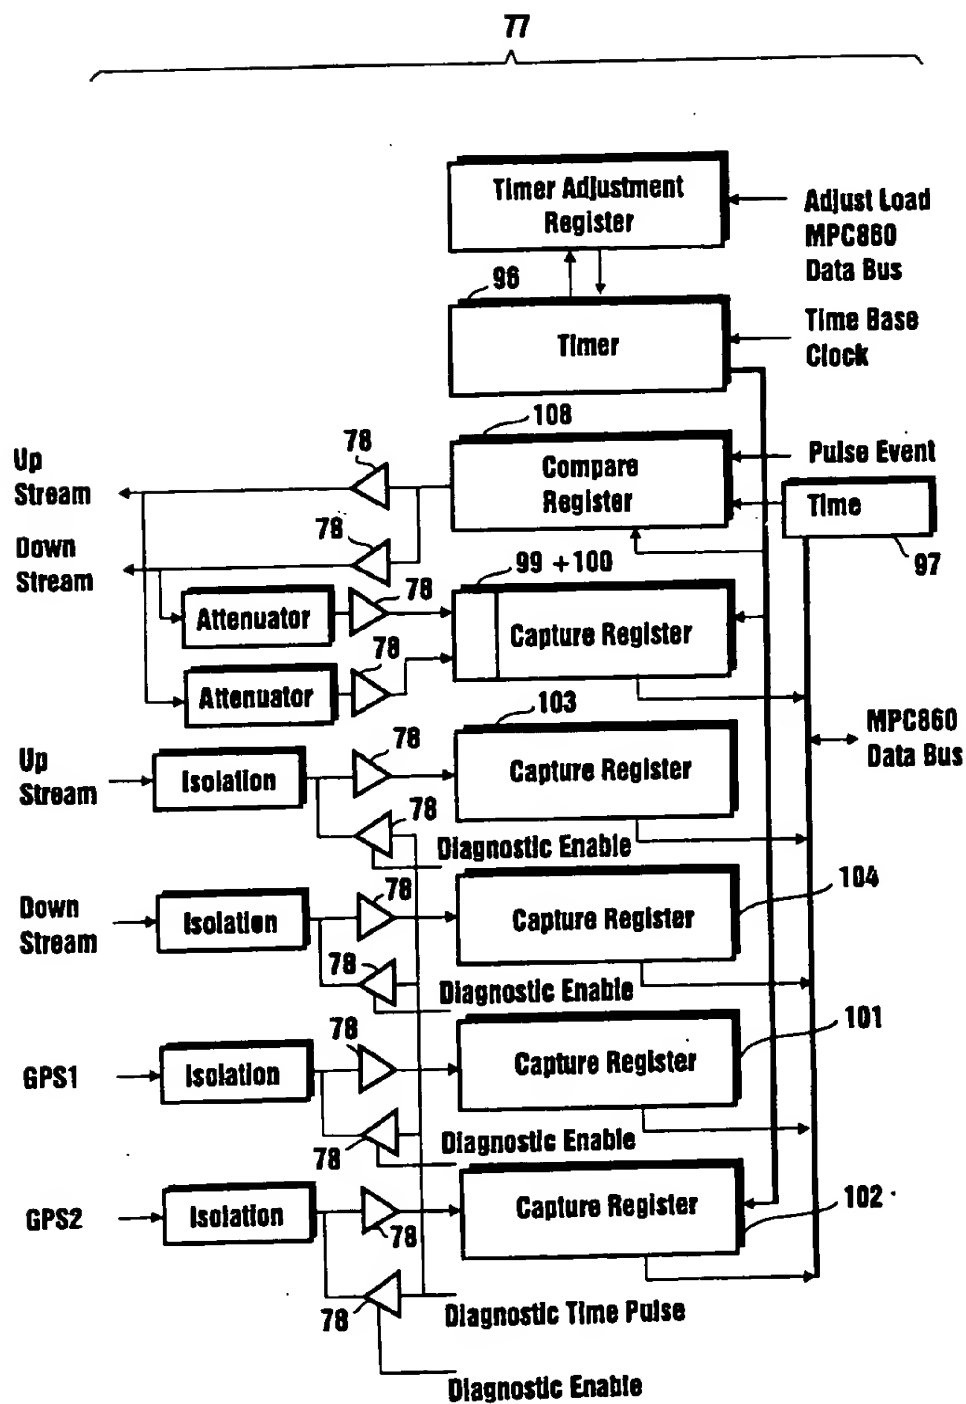 77
Timer Adjustment
Register
Adjust Load
MPC860
Data Bus
96
Timer
Time Base
Clock
108
78
Up
Stream
Compare
Register
Pulse Event
Time
97
78
Down
Stream
99 + 100
78
Attenuator
Capture Register
78
Attenuator
103
MPC860
Data Bus
78
Up
Stream
Isolation
Capture Register
78
Diagnostic Enable
104
78
Down
Stream
Isolation
Capture Register
78
Diagnostic Enable
101
78
GPS1
Isolation
Capture Register
78
Diagnostic Enable
102
GPS2
Isolation
Capture Register
78
78
Diagnostic Time Pulse
Diagnostic Enable